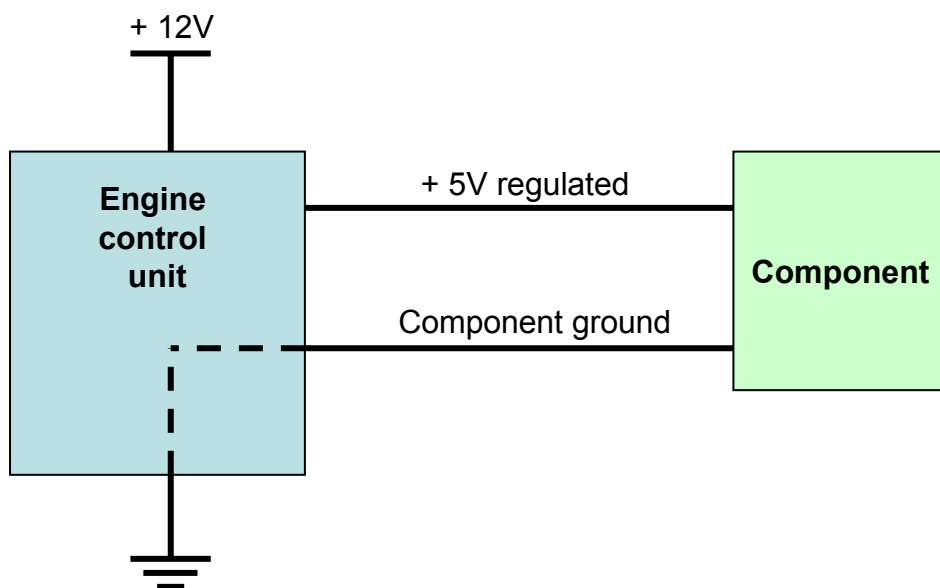 + 12V
Engine
control
unit
+ 5V regulated
Component
Component ground